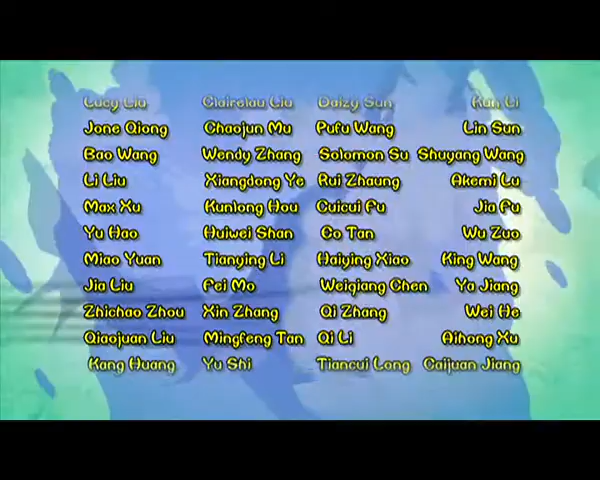 Lucy Liu Clairelau Liu Daizy Sun Kun Li
Jone Qiong Chaojun Mu Pufu Wang Lin Sun
Bao Wang Wendy Zhang Solomon Su Shuyang Wang
Li Liu Xiangdong Ye Rui Zhaung Akemi Lu
Max Xu Kunlong Hou Cuicui Fu Jia Fu
Yu Hao Huiwei Shan Co Tan Wu Zuo
Miao Yuan Tianying Li Haiying Xiao King Wang
Jia Liu Fei Mo Weiqiang Chen Ya Jiang
Zhichao Zhou Xin Zhang Qi Zhang Wei He
Qiaojuan Liu Mingfeng Tan Qi Li Aihong Xu
Kang Huang Yu Shi Tiancui Long Caijuan Jiang